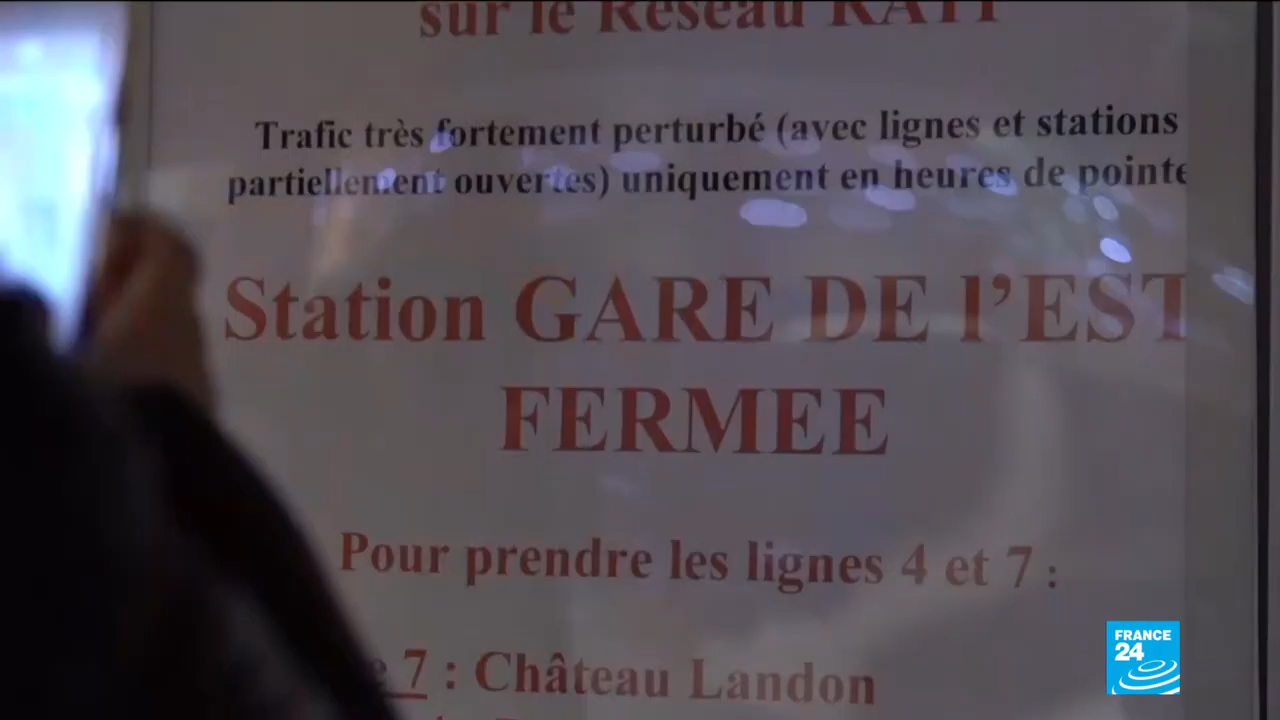 sur le Réseau RATP
Trafic très fortement perturbé (avec lignes et stations
partiellement ouvertes) uniquement en heures de pointe
Station GARE DE l'EST
FERMEE
Pour prendre les lignes 4 et 7 :
7 : Château Landon
FRANCE
24